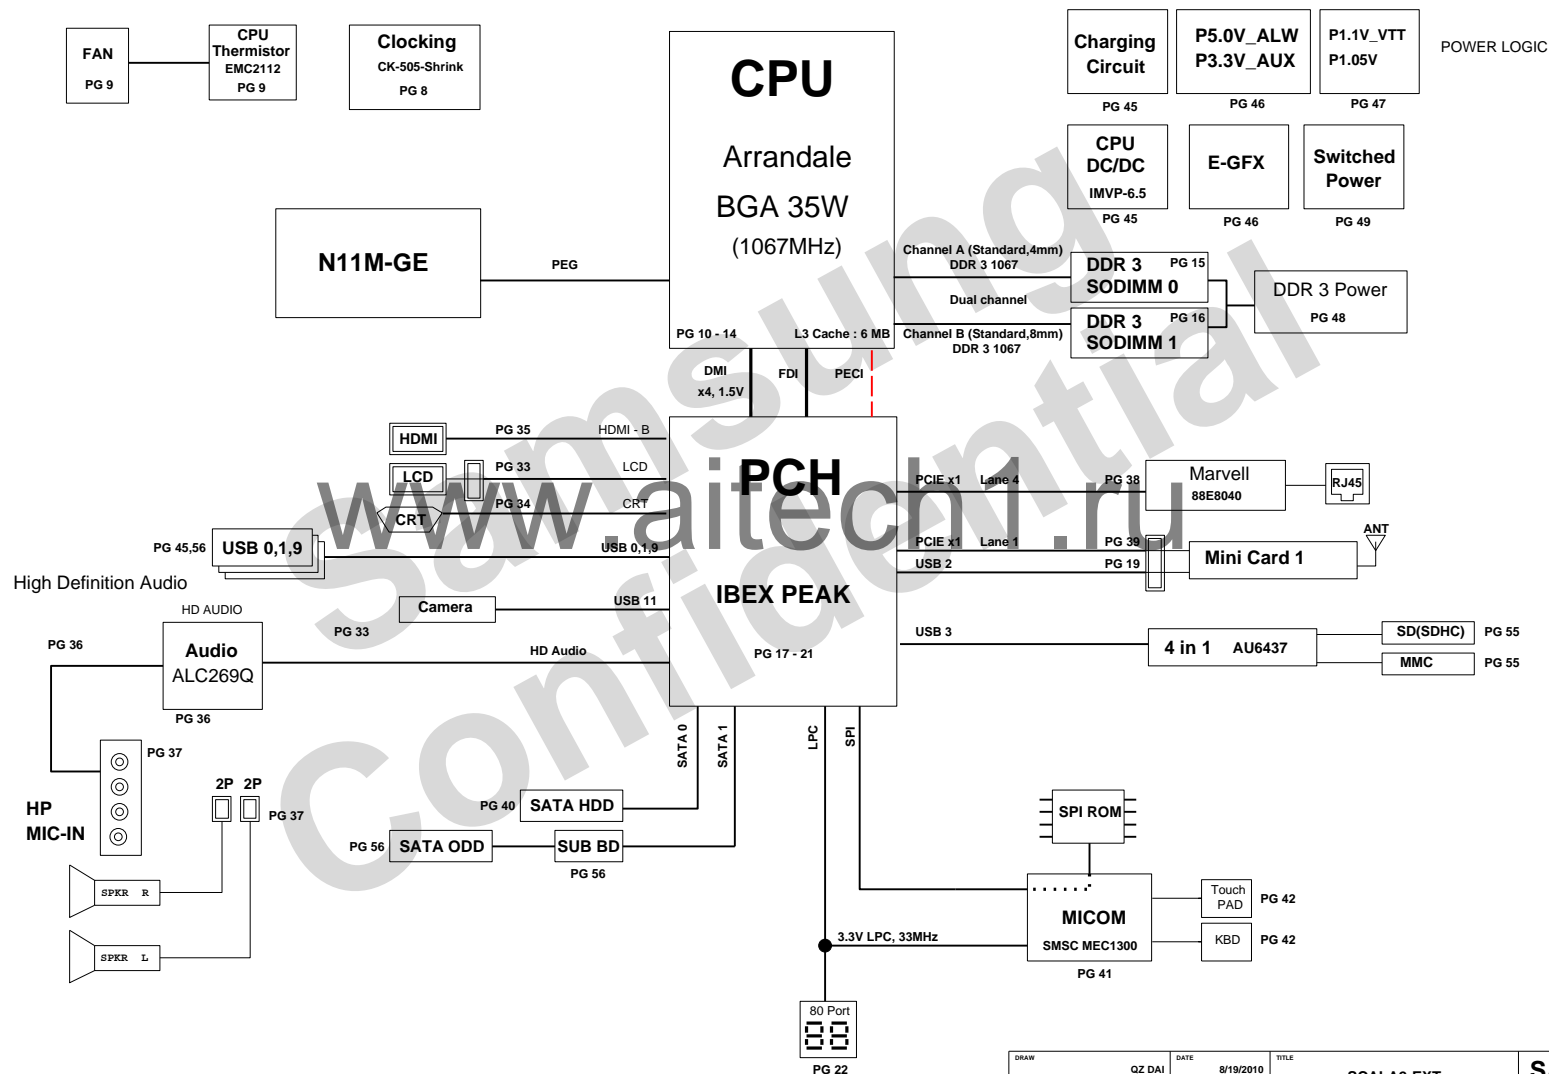 FAN
PG 9
CPU
Thermistor
EMC2112
PG 9
Clocking
CK-505-Shrink
PG 8
CPU
Arrandale
BGA 35W
(1067MHz)
PG 10 - 14
L3 Cache : 6 MB
Charging
Circuit
PG 45
P5.0V_ALW
P3.3V_AUX
PG 46
P1.1V_VTT
P1.05V
PG 47
POWER LOGIC
CPU
DC/DC
IMVP-6.5
PG 45
E-GFX
PG 46
Switched
Power
PG 49
N11M-GE
PEG
Channel A (Standard,4mm)
DDR 3 1067
Dual channel
Channel B (Standard,8mm)
DDR 3 1067
DDR 3
PG 15
SODIMM 0
DDR 3
PG 16
SODIMM 1
DDR 3 Power
PG 48
DMI
x4, 1.5V
FDI
PECI
HDMI
PG 35
HDMI - B
LCD
PG 33
LCD
CRT
PG 34
CRT
PG 45,56
USB 0,1,9
USB 0,1,9
High Definition Audio
Camera
USB 11
PG 33
HD AUDIO
PG 36
Audio
ALC269Q
PG 36
HD Audio
PCH
IBEX PEAK
PG 17 - 21
PCIE x1
Lane 4
PG 38
Marvell
88E8040
RJ45
PCIE x1
Lane 1
PG 39
USB 2
PG 19
Mini Card 1
ANT
USB 3
4 in 1
AU6437
SD(SDHC)
PG 55
MMC
PG 55
SATA 0
SATA 1
LPC
SPI
PG 37
HP
MIC-IN
2P
2P
PG 37
SPKR R
SPKR L
PG 40
SATA HDD
PG 56
SATA ODD
SUB BD
PG 56
SPI ROM
MICOM
SMSC MEC1300
PG 41
Touch
PAD
PG 42
KBD
PG 42
3.3V LPC, 33MHz
80 Port
88
PG 22
Samsung
Confidential
www.aitech1.ru
DRAW
QZ DAI
DATE
8/19/2010
TITLE